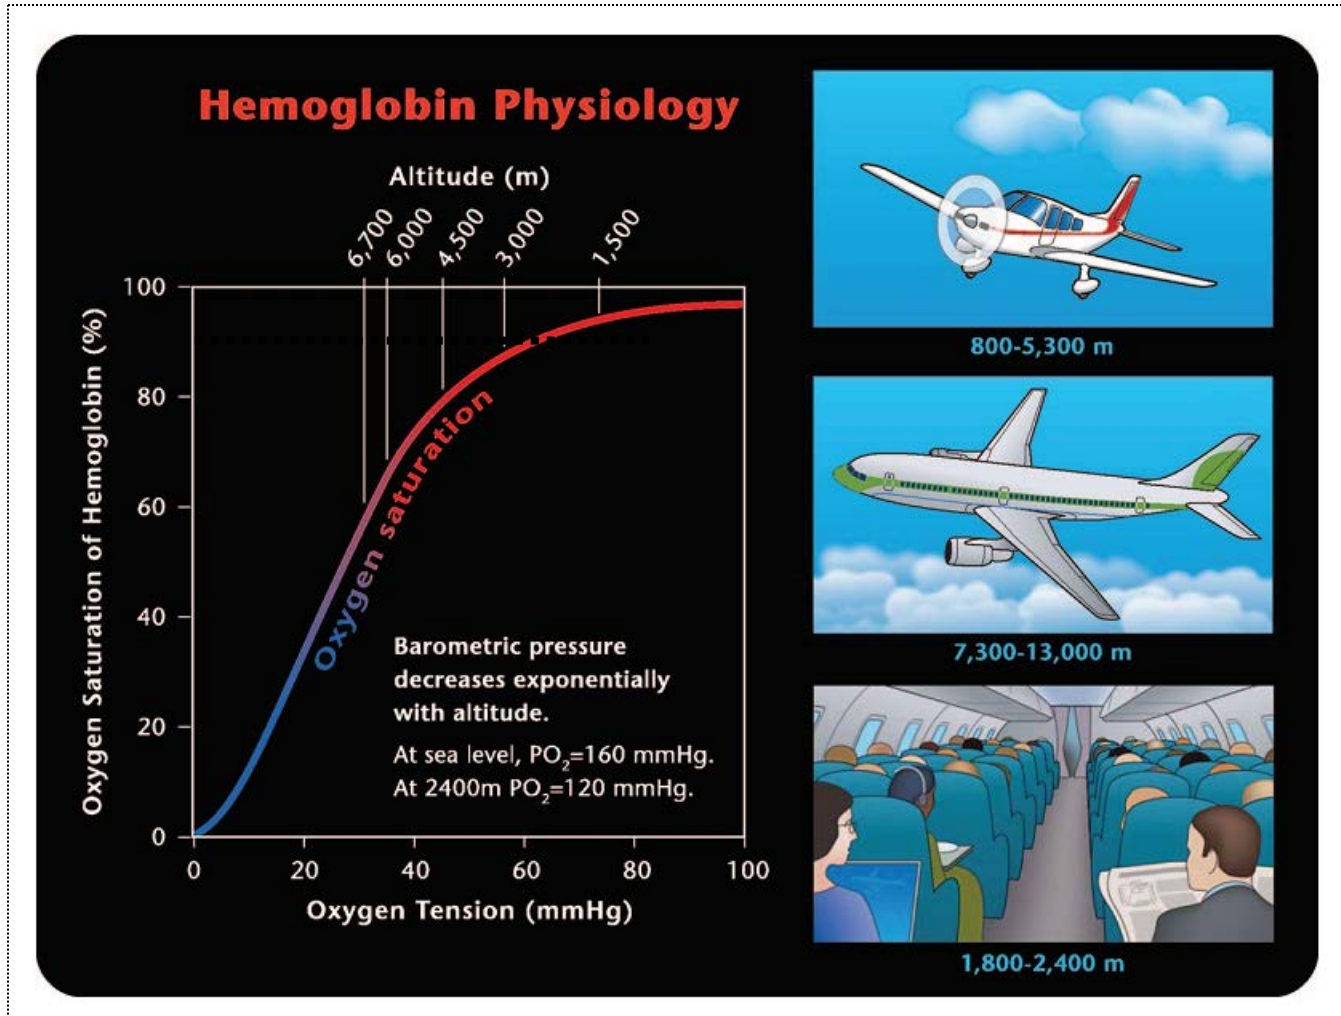 Hemoglobin Physiology
Altitude (m)
6,700
6,000
4,500
3,000
1,500
Oxygen Saturation of Hemoglobin (%)
100
80
60
40
20
0
Oxygen saturation
Barometric pressure
decreases exponentially
with altitude.
At sea level, PO₂=160 mmHg.
At 2400m PO₂=120 mmHg.
0
20
40
60
80
100
Oxygen Tension (mmHg)
800-5,300 m
7,300-13,000 m
1,800-2,400 m